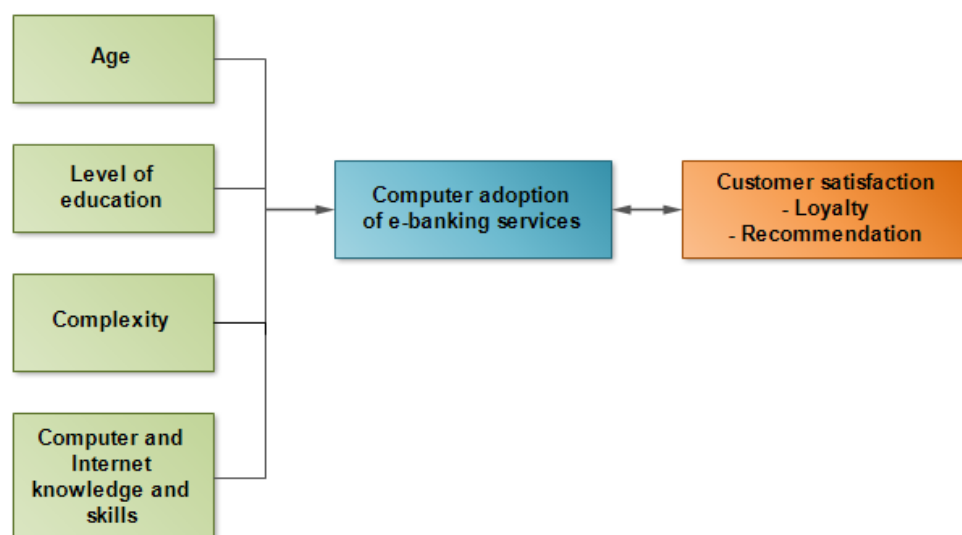 Age
Level of
education
Complexity
Computer and
Internet
knowledge and
skills
Computer adoption
of e-banking services
Customer satisfaction
- Loyalty
- Recommendation